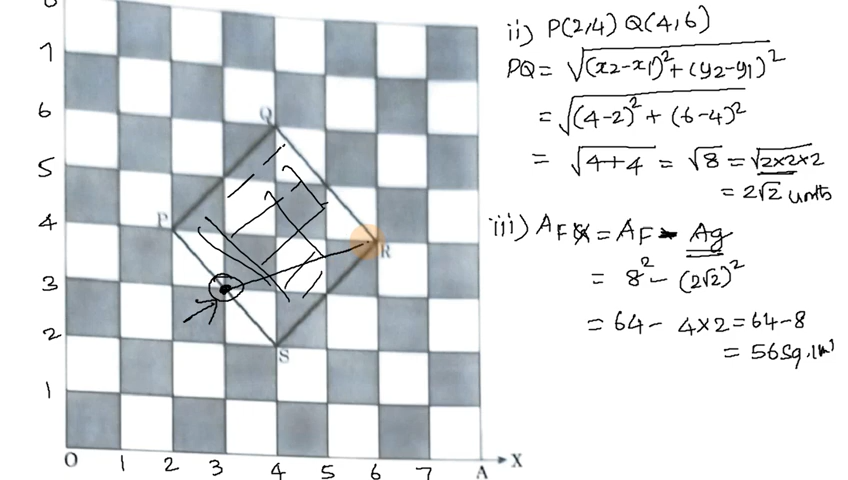 8
7
6
5
4
3
2
1
O 1 2 3 4 5 6 7 A X
Q
P
R
S
ii) P(2,4) Q(4,6)
PQ = √(x2-x1)² + (y2-y1)²
= √(4-2)² + (6-4)²
= √4+4 = √8 = √2×2×2
= 2√2 units
iii) = AF - Ag
= 8² - (2√2)²
= 64 - 4×2 = 64-8
= 56 sq.